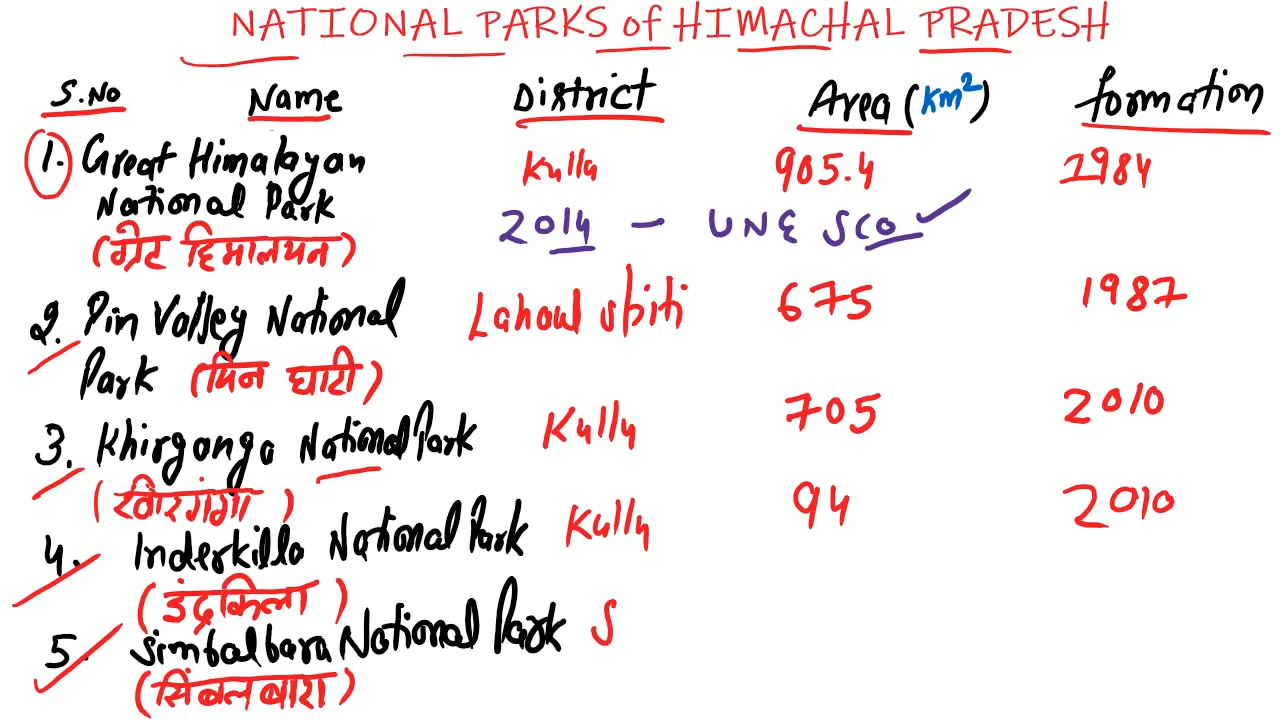 NATIONAL PARKS of HIMACHAL PRADESH
S.No Name District Area (km²) formation
1. Great Himalayan Kullu 905.4 1984
National Park
2014 - UNESCO
(ग्रेट हिमालयन)
2. Pin Valley National Lahoul spiti 675 1987
Park (पिन घाटी)
3. Khirganga National Park Kullu 705 2010
(खिरगंगा)
4. Inderkilla National Park Kullu 94 2010
(इंद्रकिला)
5. Simbalbara National Park S
(सिंबलबारा)